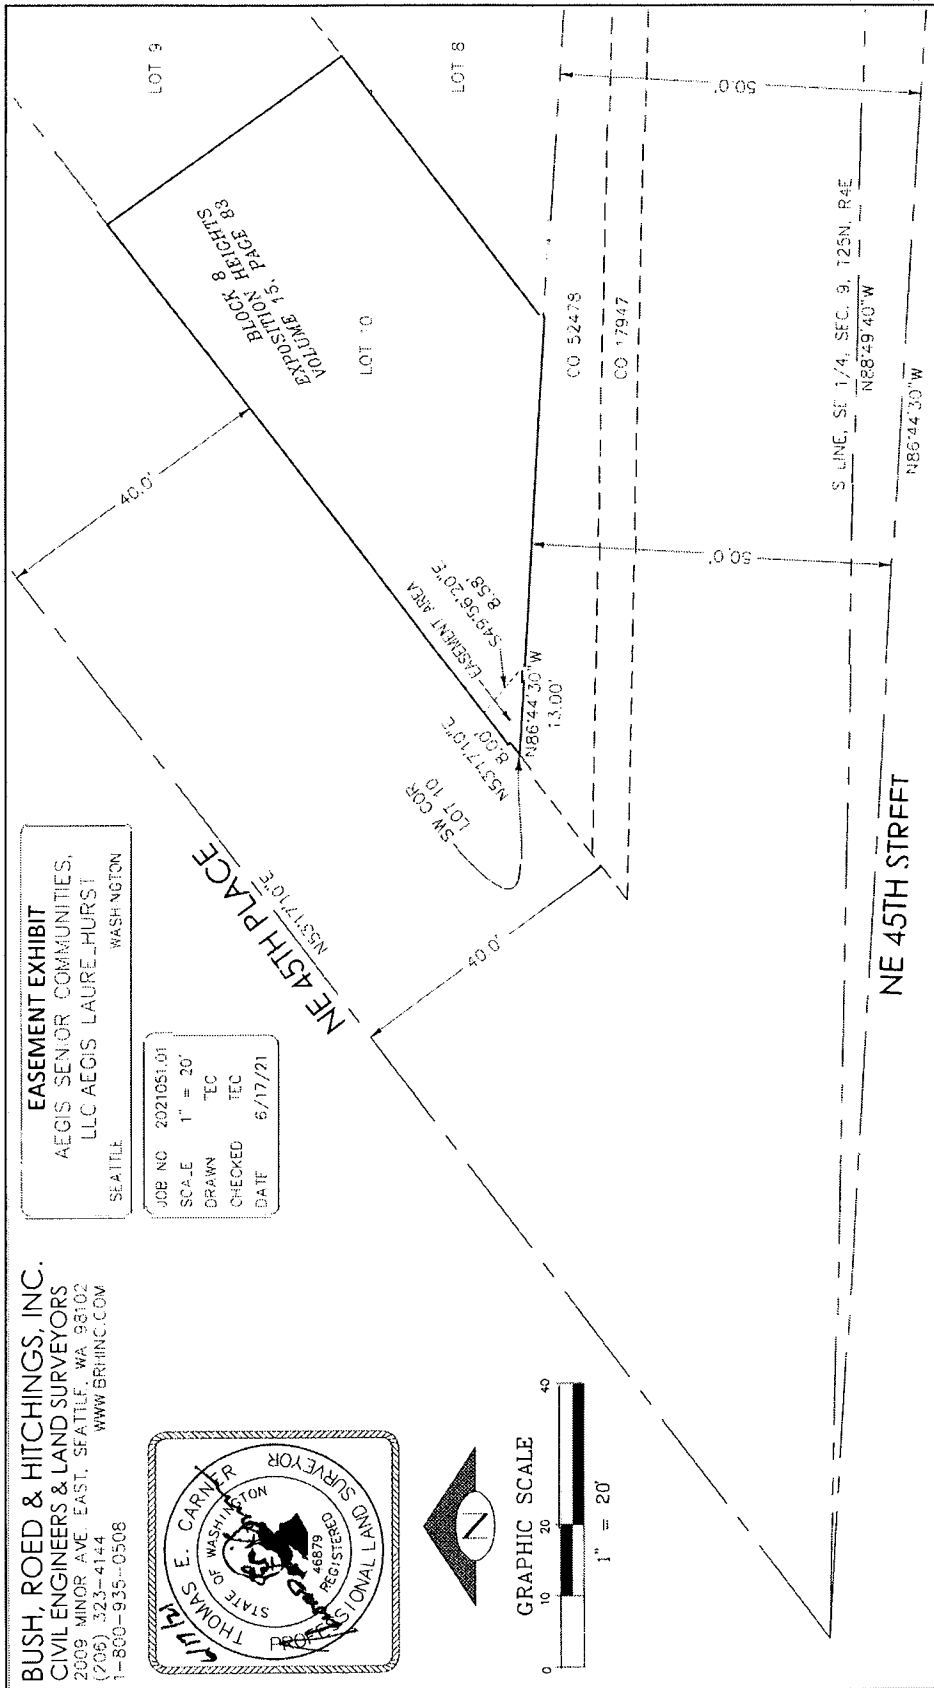 BUSH, ROED & HITCHINGS, INC.
CIVIL ENGINEERS & LAND SURVEYORS
2009 MINOR AVE. EAST, SEATTLE, WA 98102
(206) 323-4144 WWW.BRHINC.COM
1-800-935-0508
EASEMENT EXHIBIT
AEGIS SENIOR COMMUNITIES,
LLC AEGIS LAURELHURST
SEATTLE WASHINGTON
JOB NO 2021051.01
SCALE 1" = 20'
DRAWN TEC
CHECKED TEC
DATE 6/17/21
THOMAS E. CARNER
STATE OF WASHINGTON
46879
REGISTERED
PROFESSIONAL LAND SURVEYOR
6/17/21
N
GRAPHIC SCALE
0 10 20 40
1" = 20'
NE 45TH PLACE
N53°17'10"E
40.0'
40.0'
SW COR
LOT 10
N53°17'10"E
8.00'
EASEMENT AREA
S49°56'20"E
8.58'
N86°44'30"W
13.00'
BLOCK 8
EXPOSITION HEIGHTS
VOLUME 15, PAGE 83
LOT 10
LOT 9
LOT 8
CO 52478
CO 17947
50.0'
50.0'
S LINE, SE 1/4, SEC. 9, T25N, R4E
N88°49'40"W
N86°44'30"W
NE 45TH STREET